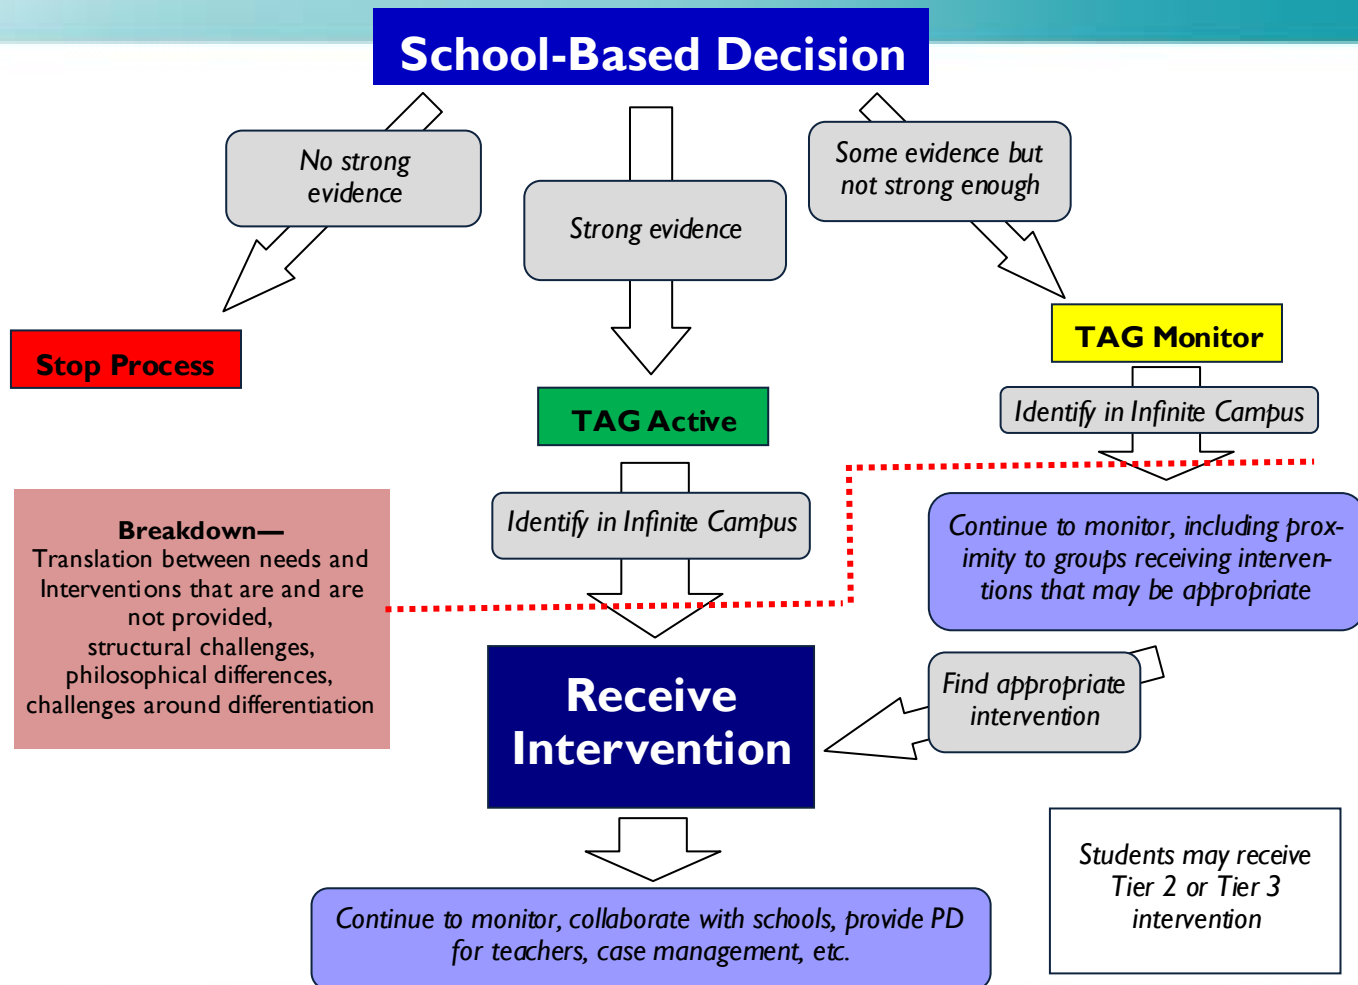 School-Based Decision
No strong
evidence
Strong evidence
Some evidence but
not strong enough
Stop Process
TAG Active
TAG Monitor
Identify in Infinite Campus
Identify in Infinite Campus
Breakdown—
Translation between needs and
Interventions that are and are
not provided,
structural challenges,
philosophical differences,
challenges around differentiation
Continue to monitor, including prox-
imity to groups receiving interven-
tions that may be appropriate
Receive
Intervention
Find appropriate
intervention
Students may receive
Tier 2 or Tier 3
intervention
Continue to monitor, collaborate with schools, provide PD
for teachers, case management, etc.